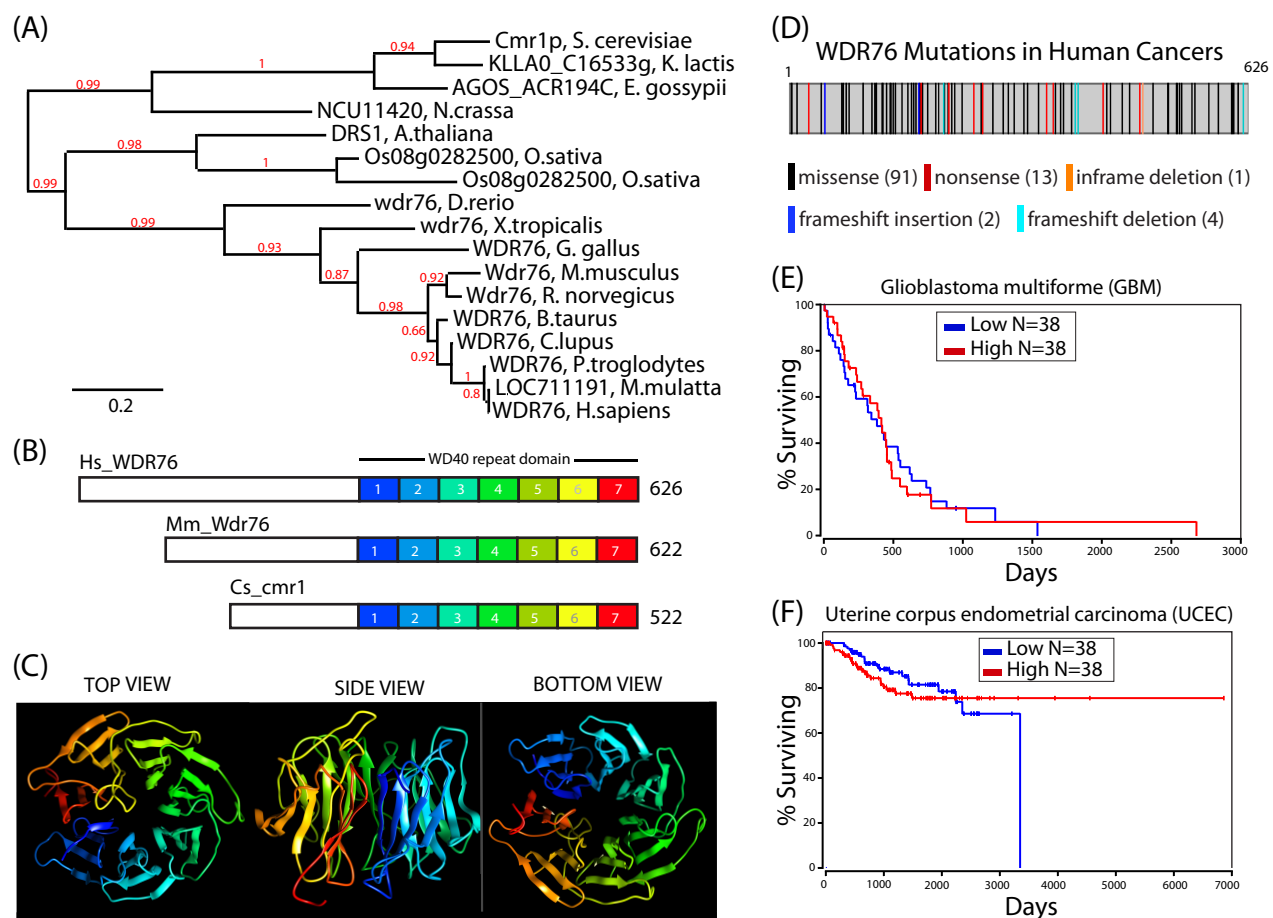 (A)
0.94
Cmr1p, S. cerevisiae
KLLA0_C16533g, K. lactis
1
AGOS_ACR194C, E. gossypii
0.99
NCU11420, N.crassa
DRS1, A.thaliana
0.98
Os08g0282500, O.sativa
1
Os08g0282500, O.sativa
0.99
wdr76, D.rerio
0.99
wdr76, X.tropicalis
0.93
WDR76, G. gallus
0.87
Wdr76, M.musculus
0.92
Wdr76, R. norvegicus
0.98
WDR76, B.taurus
0.66
WDR76, C.lupus
0.92
WDR76, P.troglodytes
1
LOC711191, M.mulatta
0.8
WDR76, H.sapiens
0.2
(B)
Hs_WDR76
WD40 repeat domain
1 2 3 4 5 6 7 626
Mm_Wdr76
1 2 3 4 5 6 7 622
Cs_cmr1
1 2 3 4 5 6 7 522
(C)
TOP VIEW
SIDE VIEW
BOTTOM VIEW
(D)
WDR76 Mutations in Human Cancers
1
626
missense (91)
nonsense (13)
inframe deletion (1)
frameshift insertion (2)
frameshift deletion (4)
(E)
Glioblastoma multiforme (GBM)
Low N=38
High N=38
% Surviving
100
80
60
40
20
0
0 500 1000 1500 2000 2500 3000
Days
(F)
Uterine corpus endometrial carcinoma (UCEC)
Low N=38
High N=38
% Surviving
100
80
60
40
20
0
0 1000 2000 3000 4000 5000 6000 7000
Days